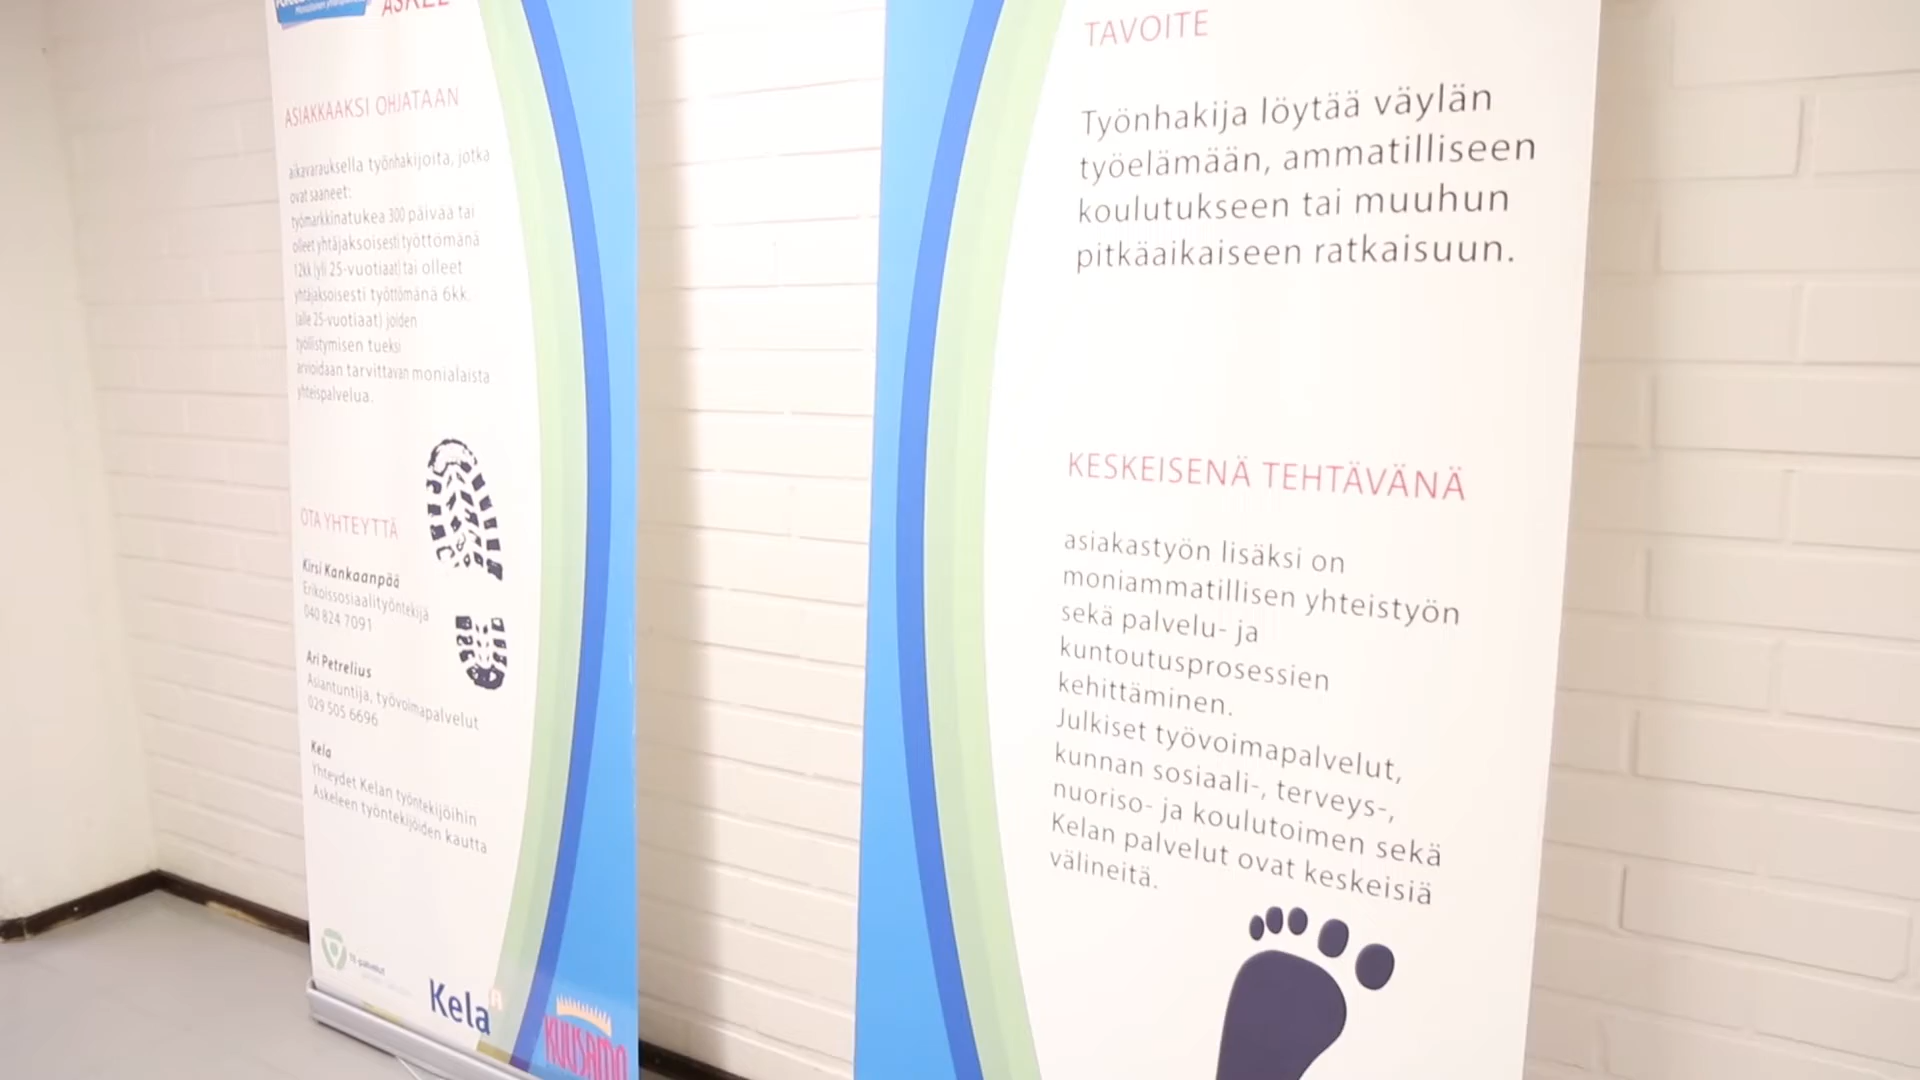 ASKEL
ASIAKKAAKSI OHJATAAN
aikavarauksella työnhakijoita, jotka
ovat saaneet:
työmarkkinatukea 300 päivää tai
olleet yhtäjaksoisesti työttömänä
12kk (yli 25-vuotiaat) tai olleet
yhtäjaksoisesti työttömänä 6kk
(alle 25-vuotiaat) joiden
työllistymisen tueksi
arvioidaan tarvittavan monialaista
yhteispalvelua.
OTA YHTEYTTÄ
Kirsi Kankaanpää
Erikoissosiaalityöntekijä
040 824 7091
Ari Petrelius
Asiantuntija, työvoimapalvelut
029 505 6696
Kela
Yhteydet Kelan työntekijöihin
Askeleen työntekijöiden kautta
TE-palvelut
Kela
KUUSAMO
TAVOITE
Työnhakija löytää väylän
työelämään, ammatilliseen
koulutukseen tai muuhun
pitkäaikaiseen ratkaisuun.
KESKEISENÄ TEHTÄVÄNÄ
asiakastyön lisäksi on
moniammatillisen yhteistyön
sekä palvelu- ja
kuntoutusprosessien
kehittäminen.
Julkiset työvoimapalvelut,
kunnan sosiaali-, terveys-,
nuoriso- ja koulutoimen sekä
Kelan palvelut ovat keskeisiä
välineitä.